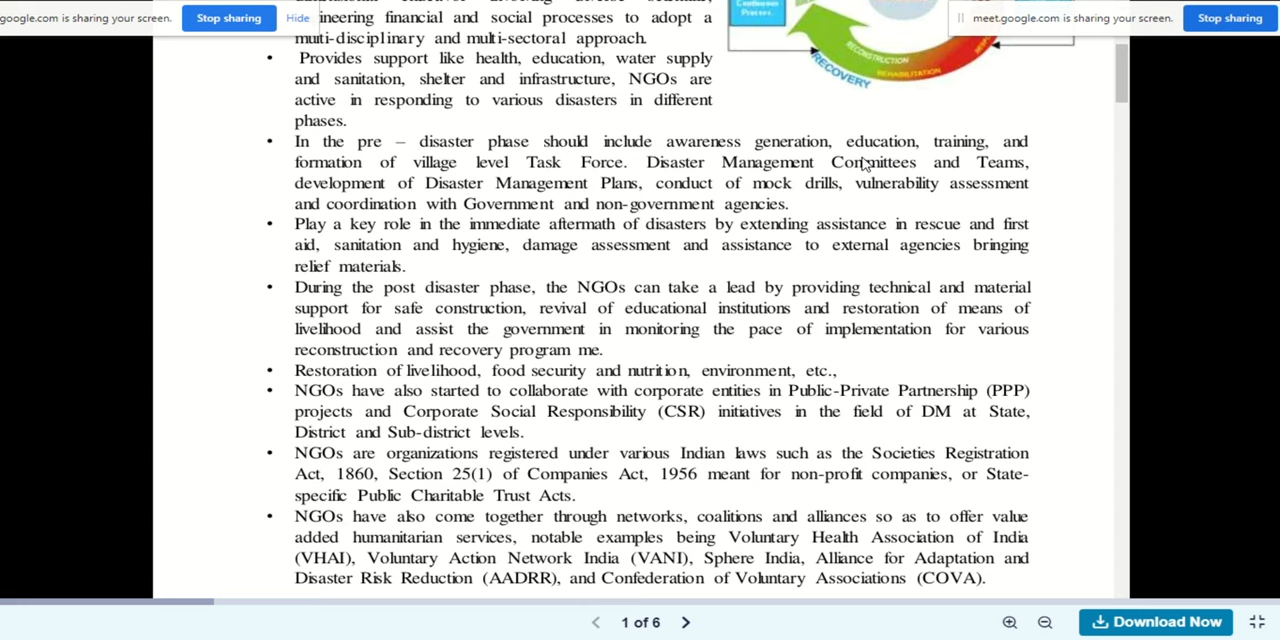 google.com is sharing your screen.
Stop sharing
Hide
meet.google.com is sharing your screen.
Stop sharing
ineering financial and social processes to adopt a
muti-disciplinary and multi-sectoral approach.
• Provides support like health, education, water supply
and sanitation, shelter and infrastructure, NGOs are
active in responding to various disasters in different
phases.
Continuous
Process.
RECONSTRUCTION
REHABILITATION
RECOVERY
• In the pre – disaster phase should include awareness generation, education, training, and
formation of village level Task Force. Disaster Management Committees and Teams,
development of Disaster Management Plans, conduct of mock drills, vulnerability assessment
and coordination with Government and non-government agencies.
• Play a key role in the immediate aftermath of disasters by extending assistance in rescue and first
aid, sanitation and hygiene, damage assessment and assistance to external agencies bringing
relief materials.
• During the post disaster phase, the NGOs can take a lead by providing technical and material
support for safe construction, revival of educational institutions and restoration of means of
livelihood and assist the government in monitoring the pace of implementation for various
reconstruction and recovery program me.
• Restoration of livelihood, food security and nutrition, environment, etc.,
• NGOs have also started to collaborate with corporate entities in Public-Private Partnership (PPP)
projects and Corporate Social Responsibility (CSR) initiatives in the field of DM at State,
District and Sub-district levels.
• NGOs are organizations registered under various Indian laws such as the Societies Registration
Act, 1860, Section 25(1) of Companies Act, 1956 meant for non-profit companies, or State-
specific Public Charitable Trust Acts.
• NGOs have also come together through networks, coalitions and alliances so as to offer value
added humanitarian services, notable examples being Voluntary Health Association of India
(VHAI), Voluntary Action Network India (VANI), Sphere India, Alliance for Adaptation and
Disaster Risk Reduction (AADRR), and Confederation of Voluntary Associations (COVA).
1 of 6
Download Now